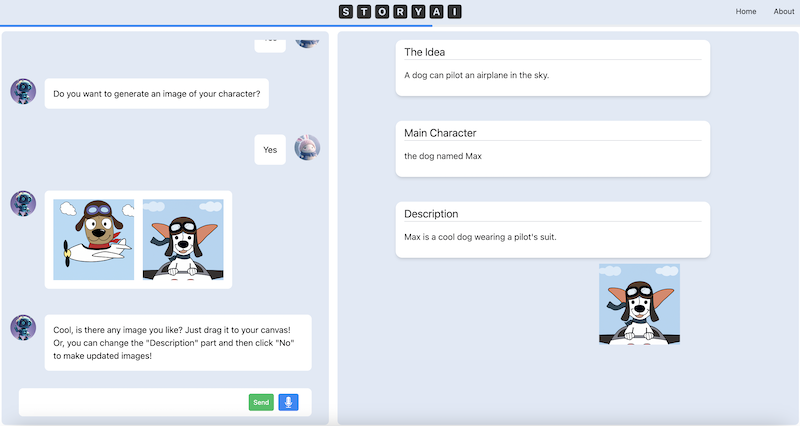 STORYAI
Home
About
Do you want to generate an image of your character?
Yes
Cool, is there any image you like? Just drag it to your canvas!
Or, you can change the "Description" part and then click "No"
to make updated images!
Send
The Idea
A dog can pilot an airplane in the sky.
Main Character
the dog named Max
Description
Max is a cool dog wearing a pilot's suit.